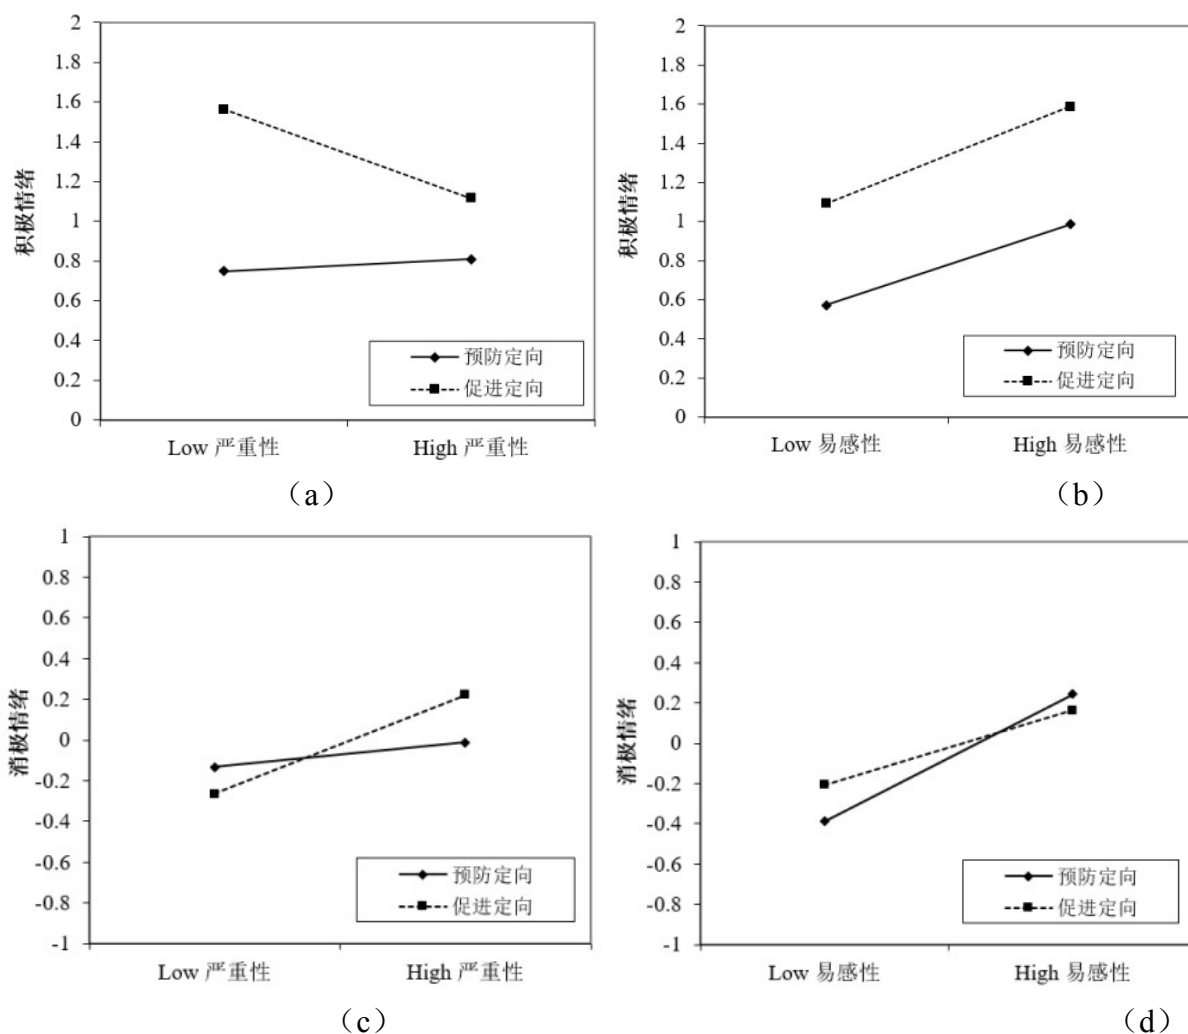 2
1.8
1.6
1.4
1.2
1
0.8
0.6
0.4
0.2
0
积极情绪
预防定向
促进定向
Low 严重性 High 严重性
（a）
2
1.8
1.6
1.4
1.2
1
0.8
0.6
0.4
0.2
0
积极情绪
预防定向
促进定向
Low 易感性 High 易感性
（b）
1
0.8
0.6
0.4
0.2
0
-0.2
-0.4
-0.6
-0.8
-1
消极情绪
预防定向
促进定向
Low 严重性 High 严重性
（c）
1
0.8
0.6
0.4
0.2
0
-0.2
-0.4
-0.6
-0.8
-1
消极情绪
预防定向
促进定向
Low 易感性 High 易感性
（d）